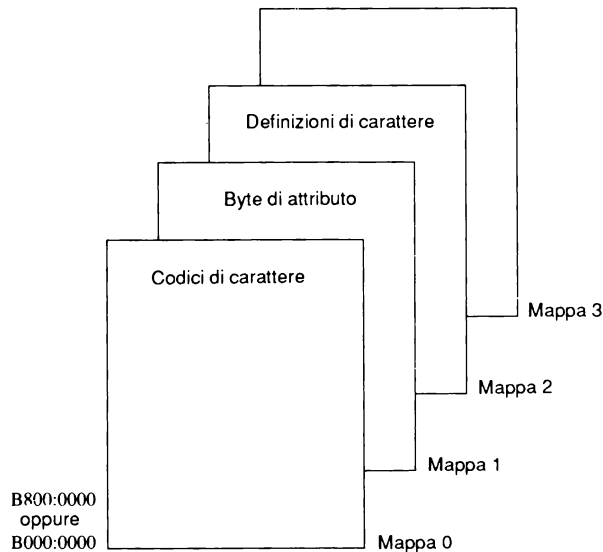 Definizioni di carattere
Byte di attributo
Codici di carattere
Mappa 3
Mappa 2
Mappa 1
B800:0000
oppure
B000:0000
Mappa 0